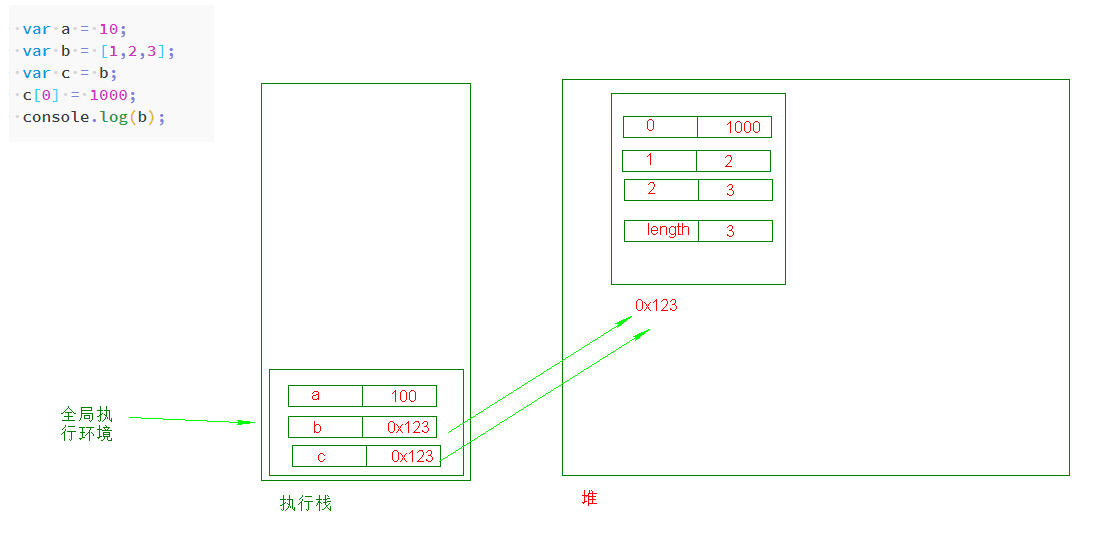 var a = 10;
var b = [1,2,3];
var c = b;
c[0] = 1000;
console.log(b);
0 1000
1 2
2 3
length 3
0x123
a 100
b 0x123
c 0x123
全局执
行环境
执行栈
堆